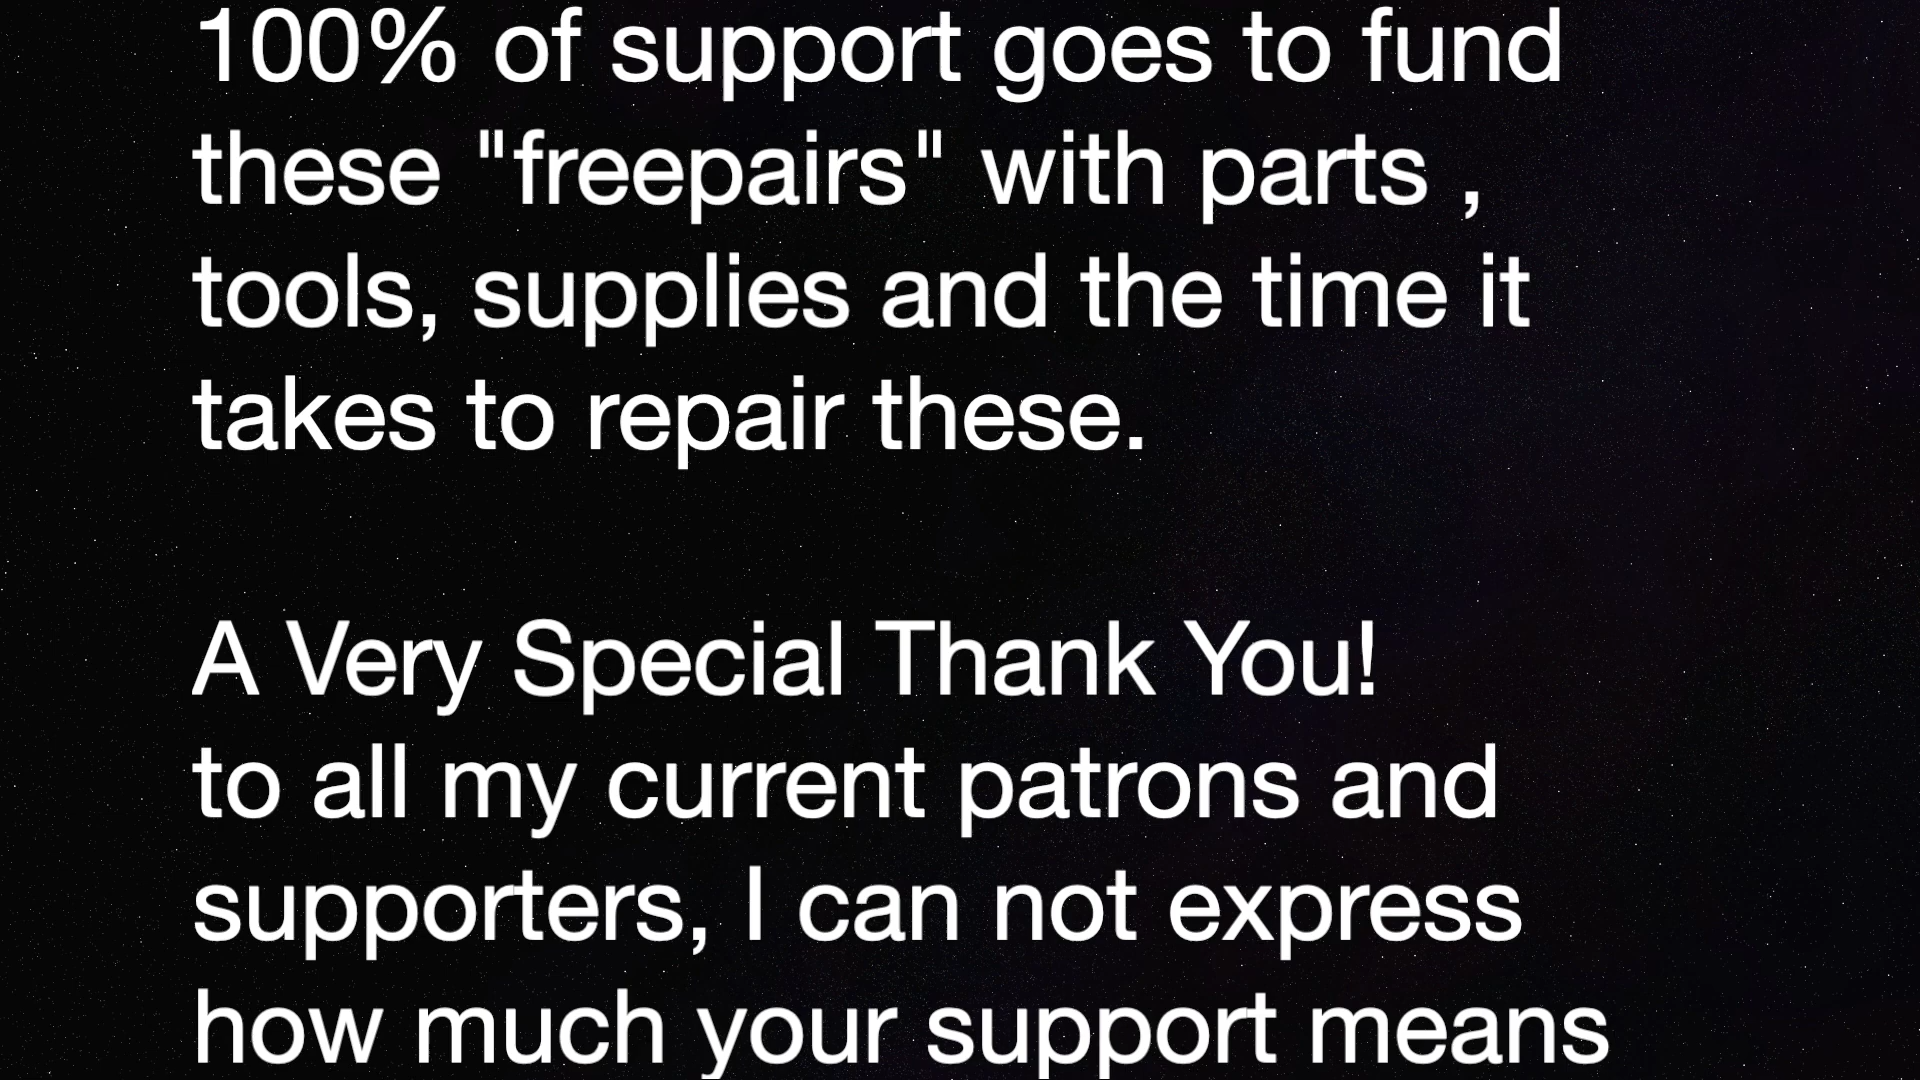 100% of support goes to fund
these "freepairs" with parts ,
tools, supplies and the time it
takes to repair these.
A Very Special Thank You!
to all my current patrons and
supporters, I can not express
how much your support means